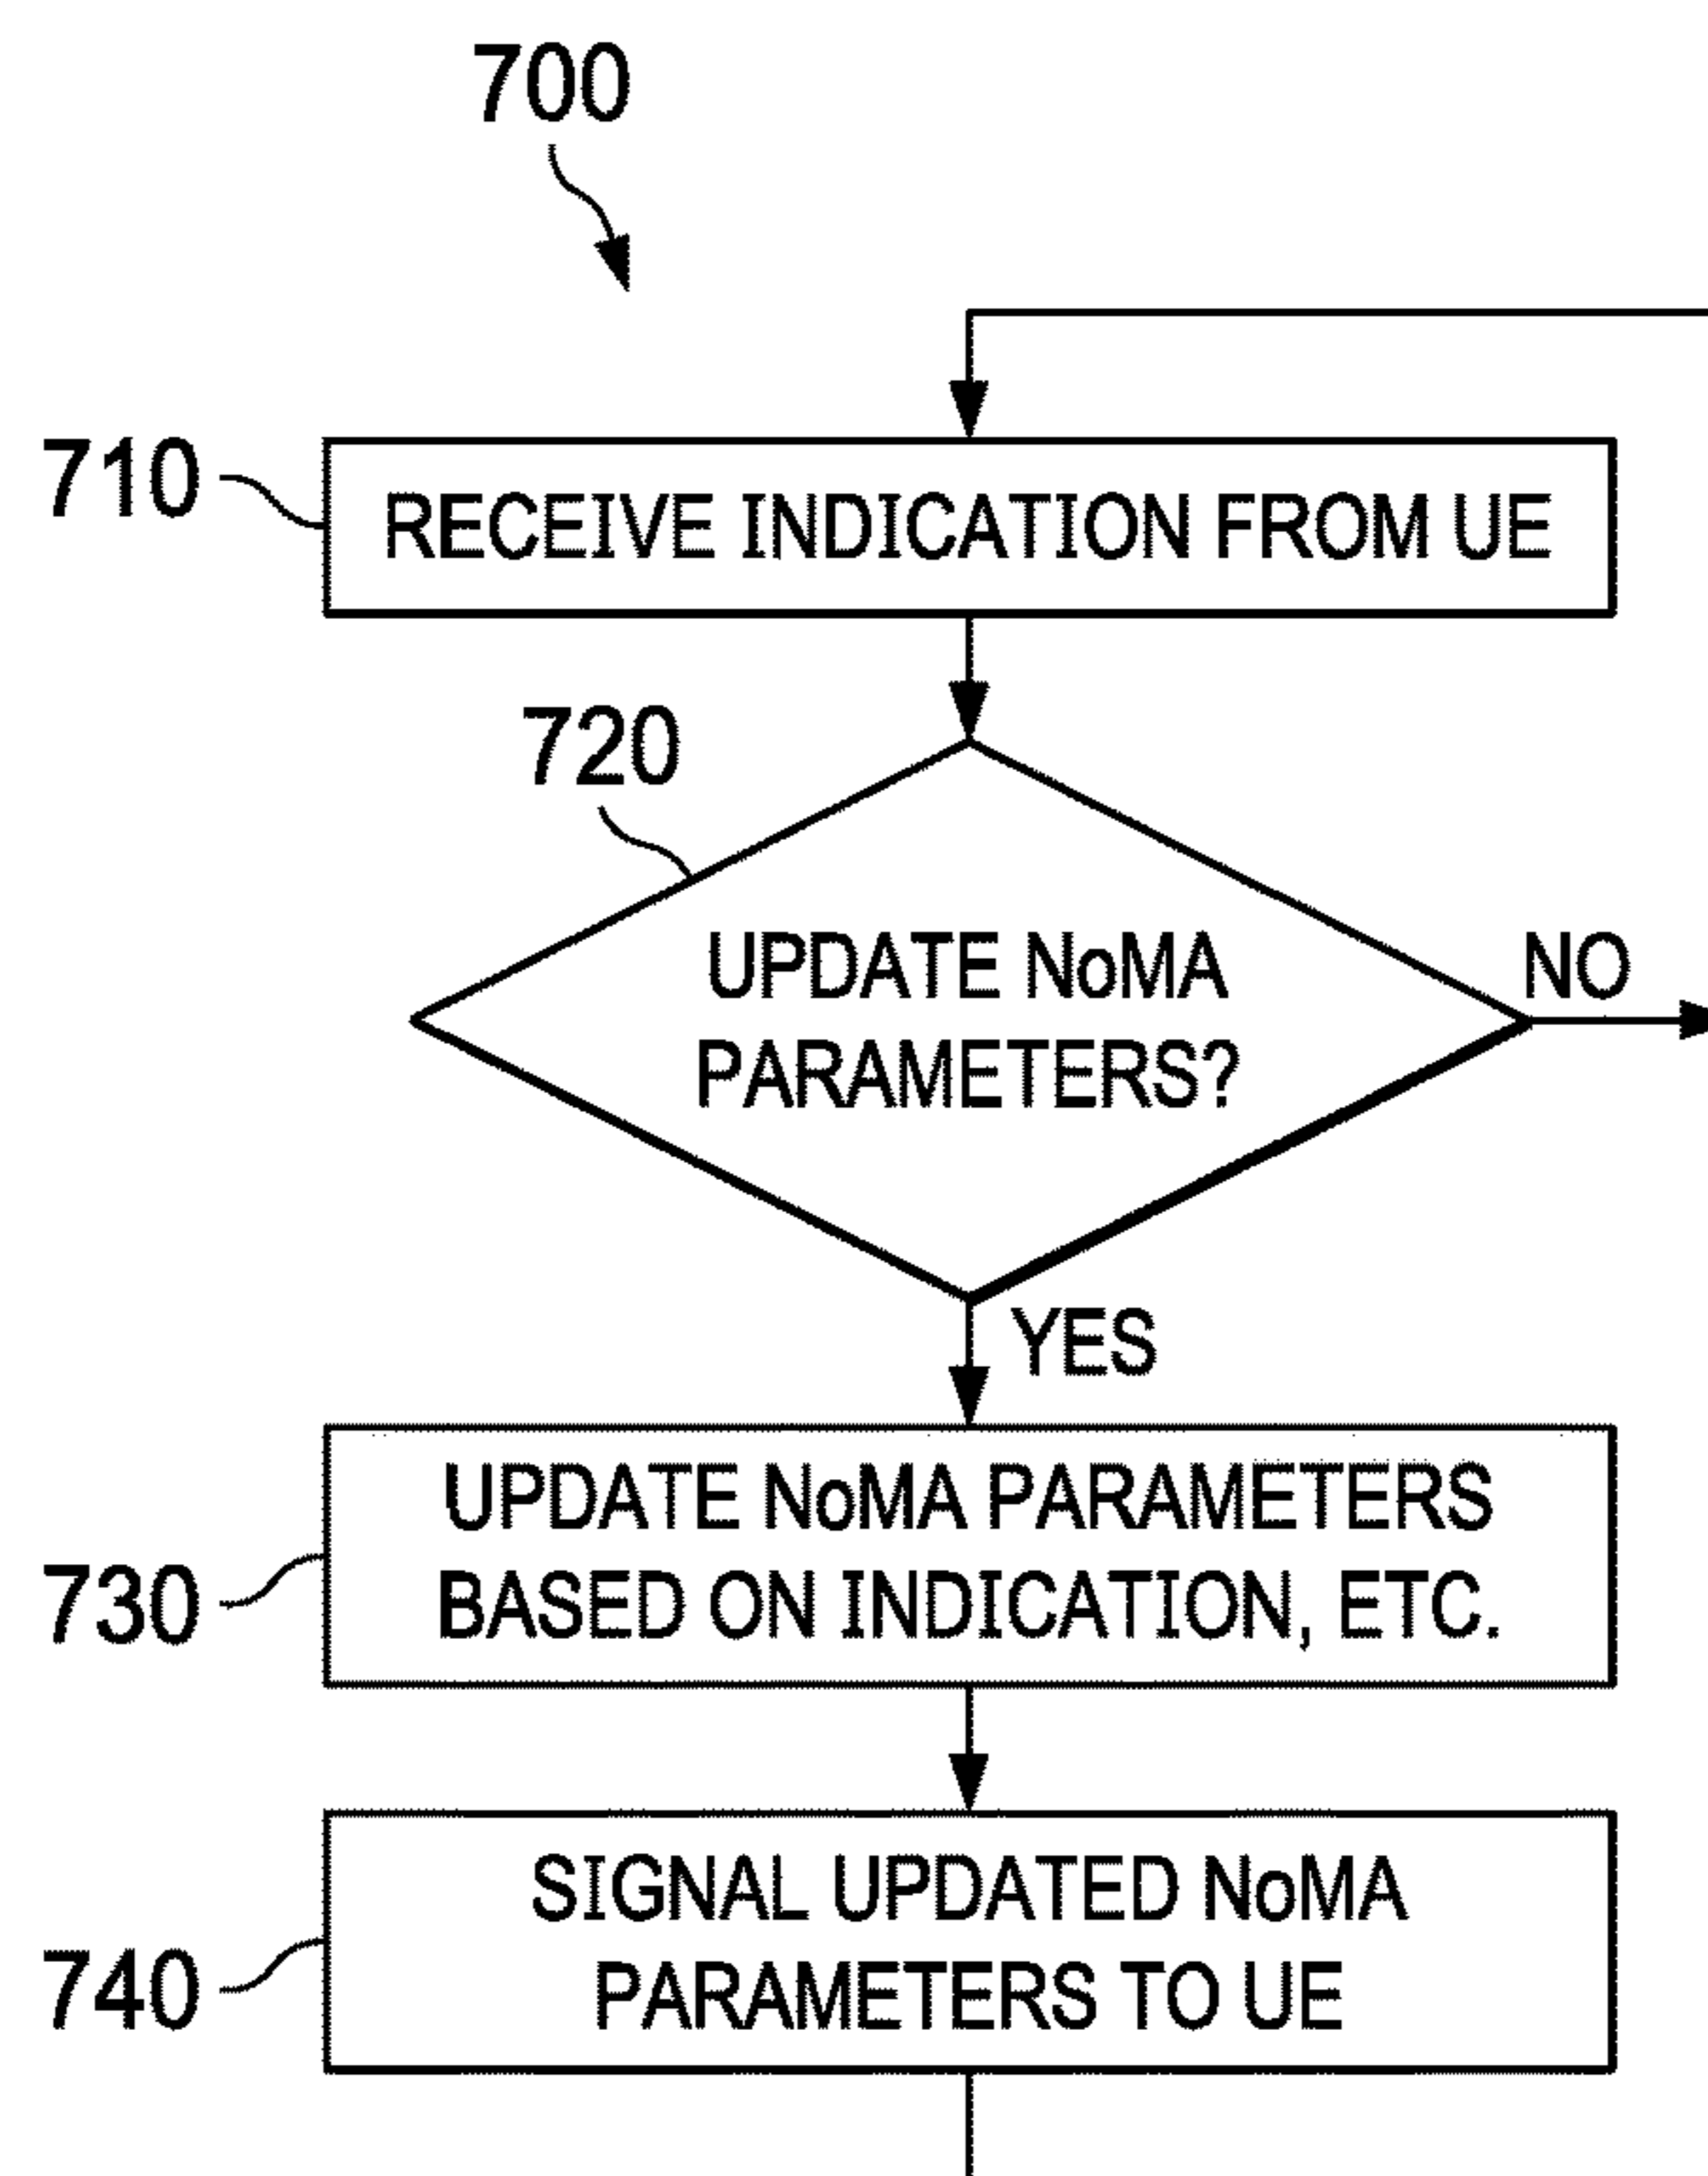 700
710
RECEIVE INDICATION FROM UE
720
UPDATE NoMA
PARAMETERS?
NO
YES
730
UPDATE NoMA PARAMETERS
BASED ON INDICATION, ETC.
740
SIGNAL UPDATED NoMA
PARAMETERS TO UE